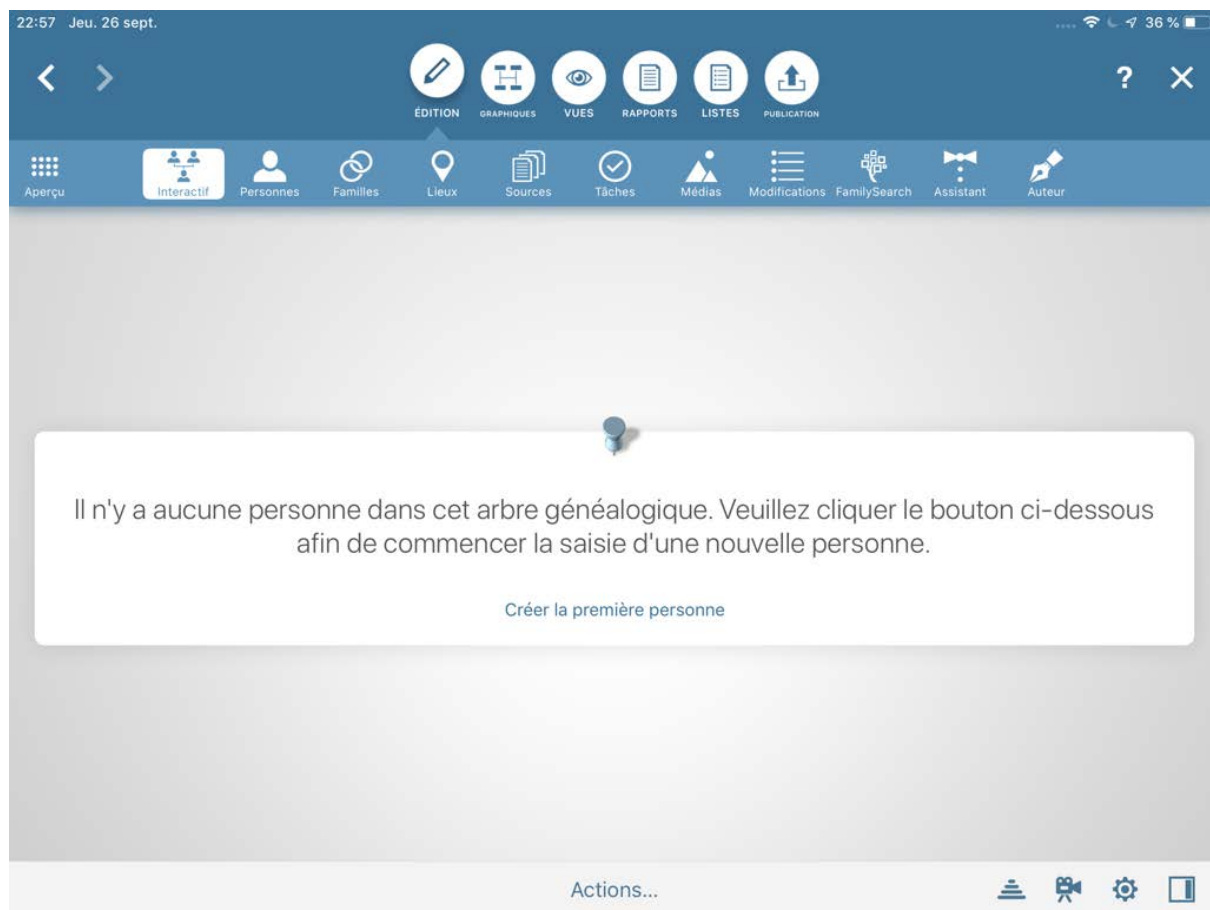 22:57 Jeu. 26 sept.
36 %
ÉDITION GRAPHIQUES VUES RAPPORTS LISTES PUBLICATION
?
Aperçu Interactif Personnes Familles Lieux Sources Tâches Médias Modifications FamilySearch Assistant Auteur
Il n'y a aucune personne dans cet arbre généalogique. Veuillez cliquer le bouton ci-dessous
afin de commencer la saisie d'une nouvelle personne.
Créer la première personne
Actions...